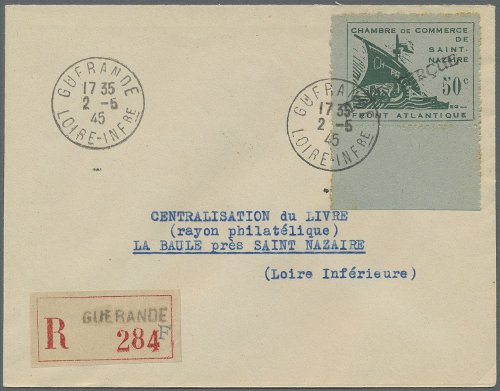 GUERANDE
17 35
2 -5
45
LOIRE-INFRE
CHAMBRE DE COMMERCE
DE
SAINT-
NAZAIRE
50c
FRONT ATLANTIQUE
GUERANDE
17 35
2 -5
45
LOIRE-INFRE
CENTRALISATION du LIVRE
(rayon philatélique)
LA BAULE près SAINT NAZAIRE
(Loire Inférieure)
GUERANDE
R 284